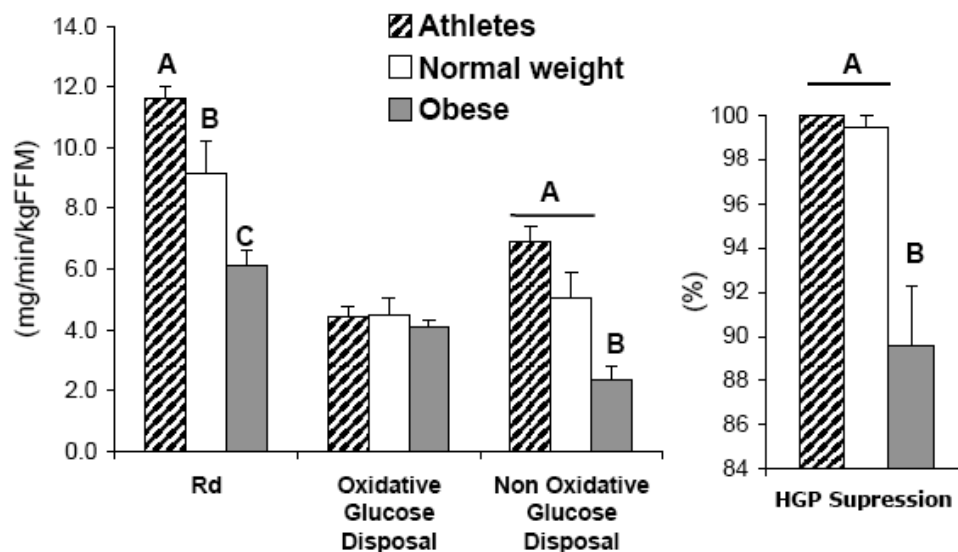 14.0
12.0
10.0
8.0
6.0
4.0
2.0
0.0
(mg/min/kgFFM)
Athletes
Normal weight
Obese
A
B
C
A
B
Rd
Oxidative
Glucose
Disposal
Non Oxidative
Glucose
Disposal
A
B
100
98
96
94
92
90
88
86
84
(%)
HGP Supression